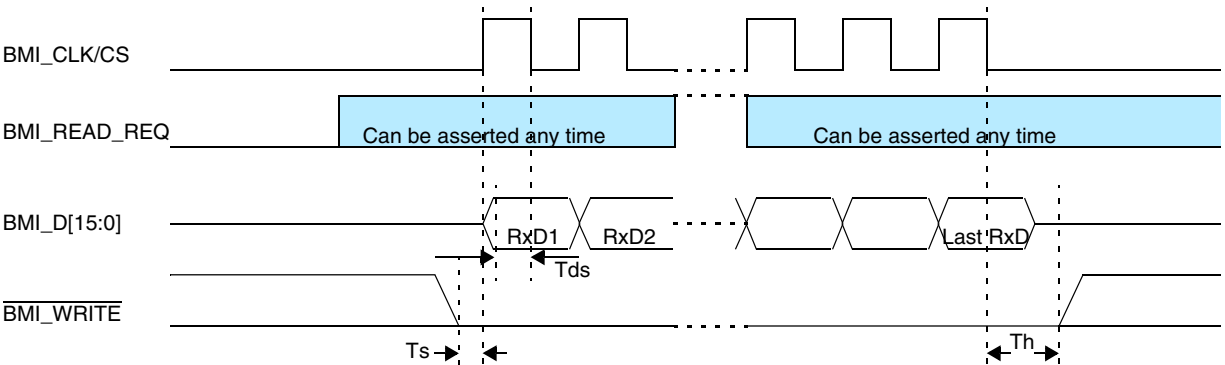 BMI_CLK/CS
BMI_READ_REQ
Can be asserted any time
Can be asserted any time
BMI_D[15:0]
RxD1
RxD2
Last RxD
Tds
BMI_WRITE
Ts
Th